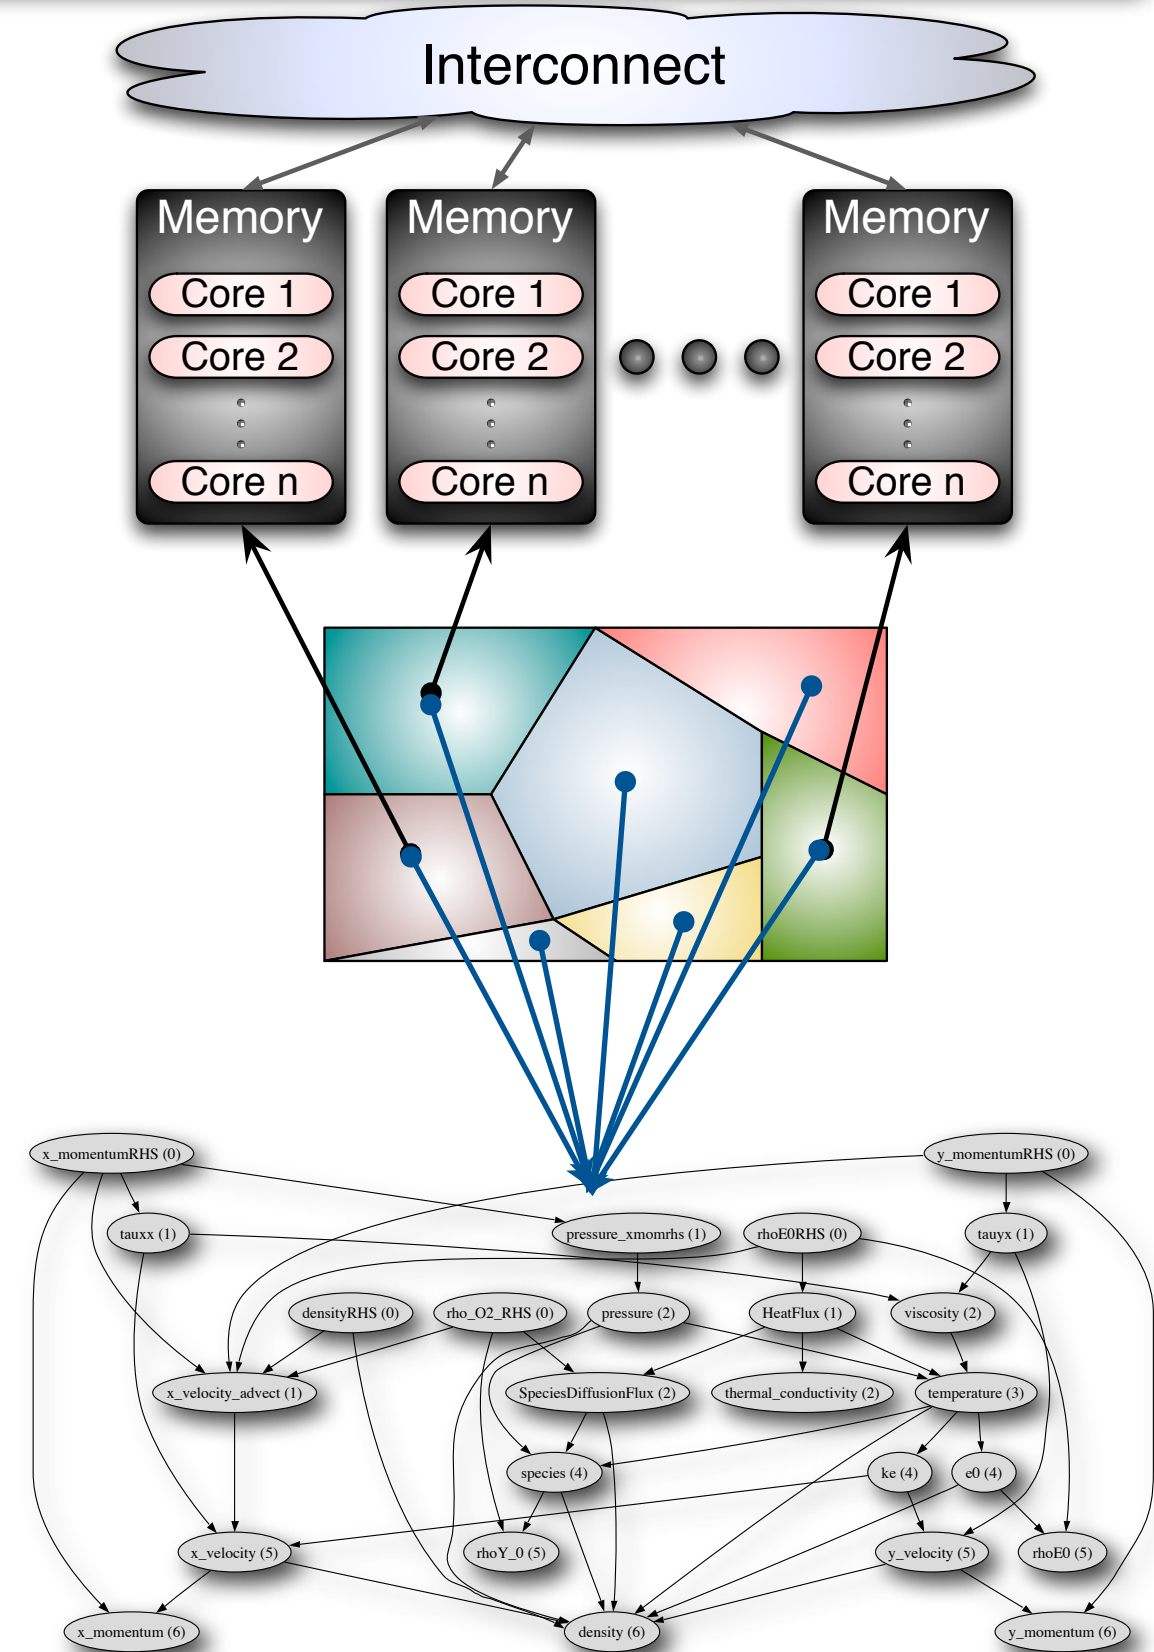 Interconnect
Memory Memory Memory
Core 1 Core 1 Core 1
Core 2 Core 2 Core 2
Core n Core n Core n
x_momentumRHS (0) y_momentumRHS (0)
tauxx (1) pressure_xmomrhs (1) rhoE0RHS (0) tauyx (1)
densityRHS (0) rho_O2_RHS (0) pressure (2) HeatFlux (1) viscosity (2)
x_velocity_advect (1) SpeciesDiffusionFlux (2) thermal_conductivity (2) temperature (3)
species (4) ke (4) e0 (4)
x_velocity (5) rhoY_0 (5) y_velocity (5) rhoE0 (5)
x_momentum (6) density (6) y_momentum (6)